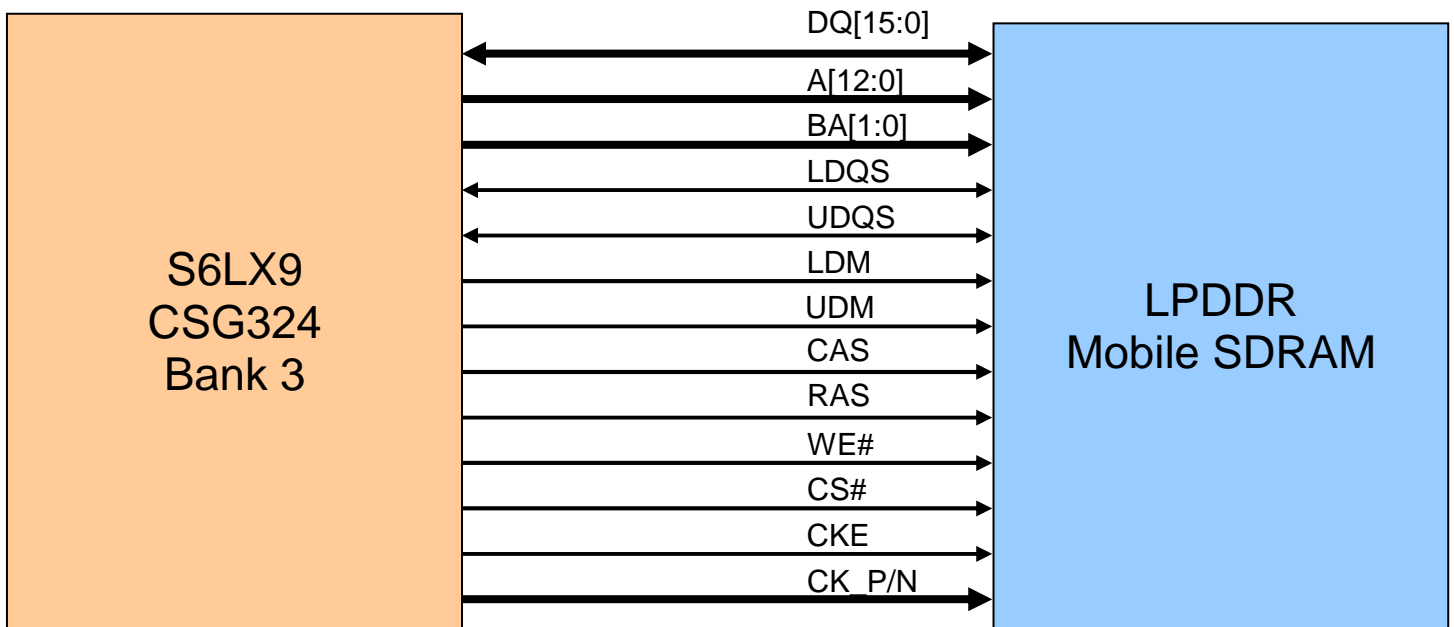 S6LX9
CSG324
Bank 3
DQ[15:0]
A[12:0]
BA[1:0]
LDQS
UDQS
LDM
UDM
CAS
RAS
WE#
CS#
CKE
CK_P/N
LPDDR
Mobile SDRAM